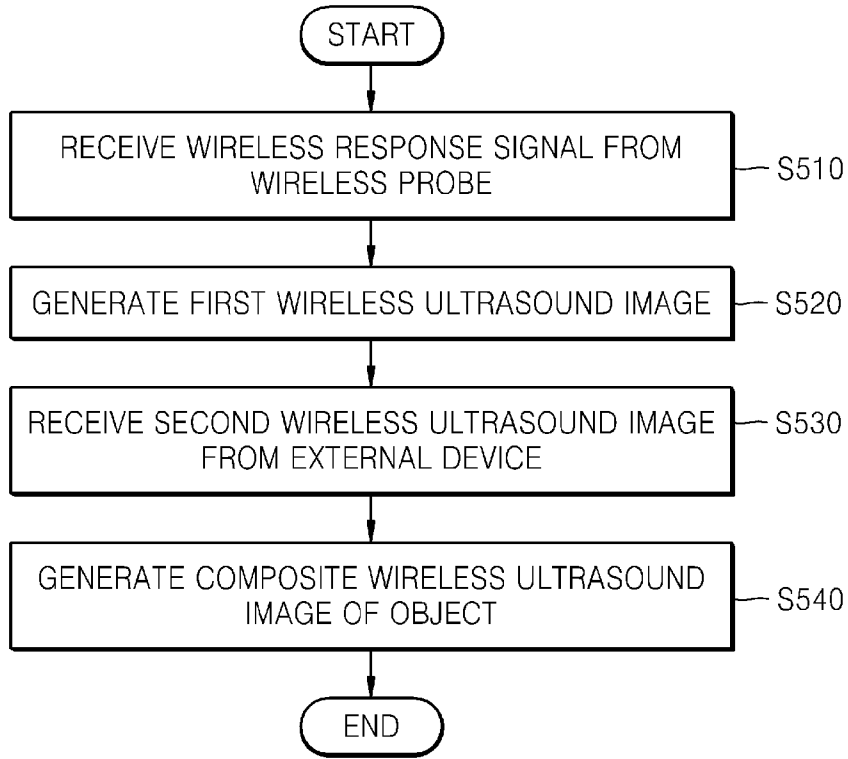 START
RECEIVE WIRELESS RESPONSE SIGNAL FROM
WIRELESS PROBE
S510
GENERATE FIRST WIRELESS ULTRASOUND IMAGE
S520
RECEIVE SECOND WIRELESS ULTRASOUND IMAGE
FROM EXTERNAL DEVICE
S530
GENERATE COMPOSITE WIRELESS ULTRASOUND
IMAGE OF OBJECT
S540
END